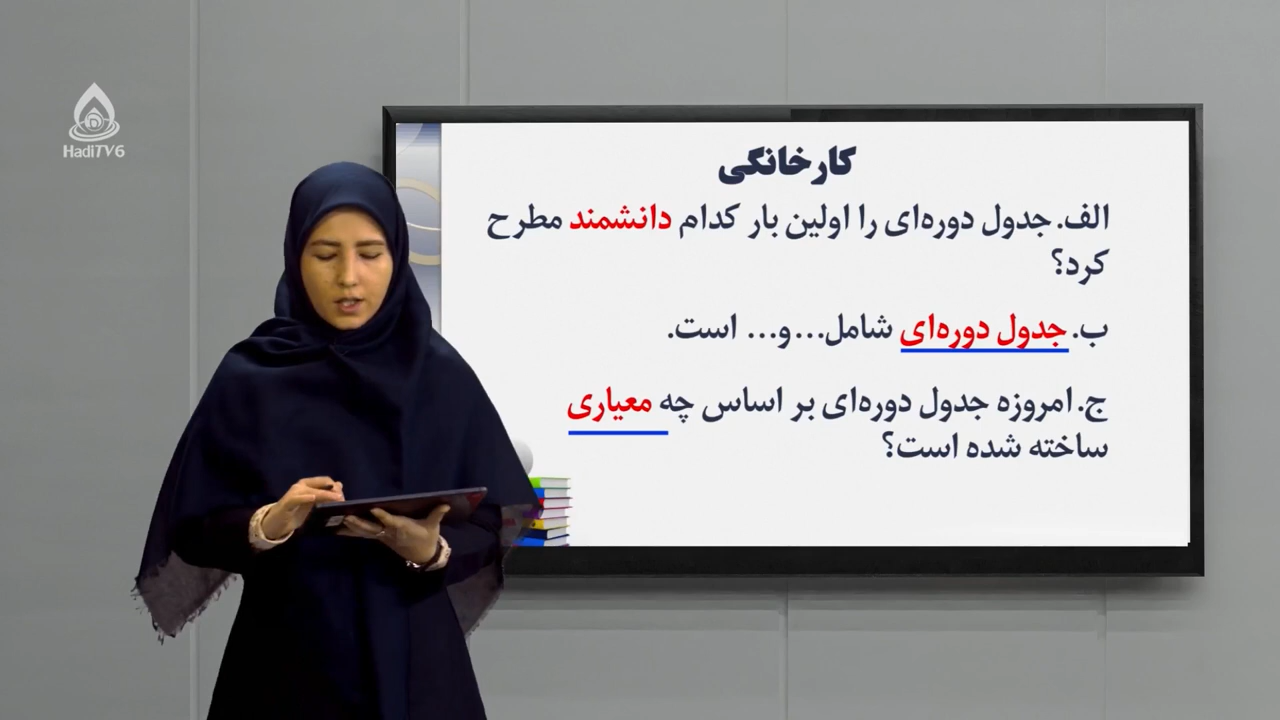 HadiTV6
کارخانگی
الف. جدول دوره‌ای را اولین بار کدام دانشمند مطرح
کرد؟
ب. جدول دوره‌ای شامل... و... است.
ج. امروزه جدول دوره‌ای بر اساس چه معیاری
ساخته شده است؟